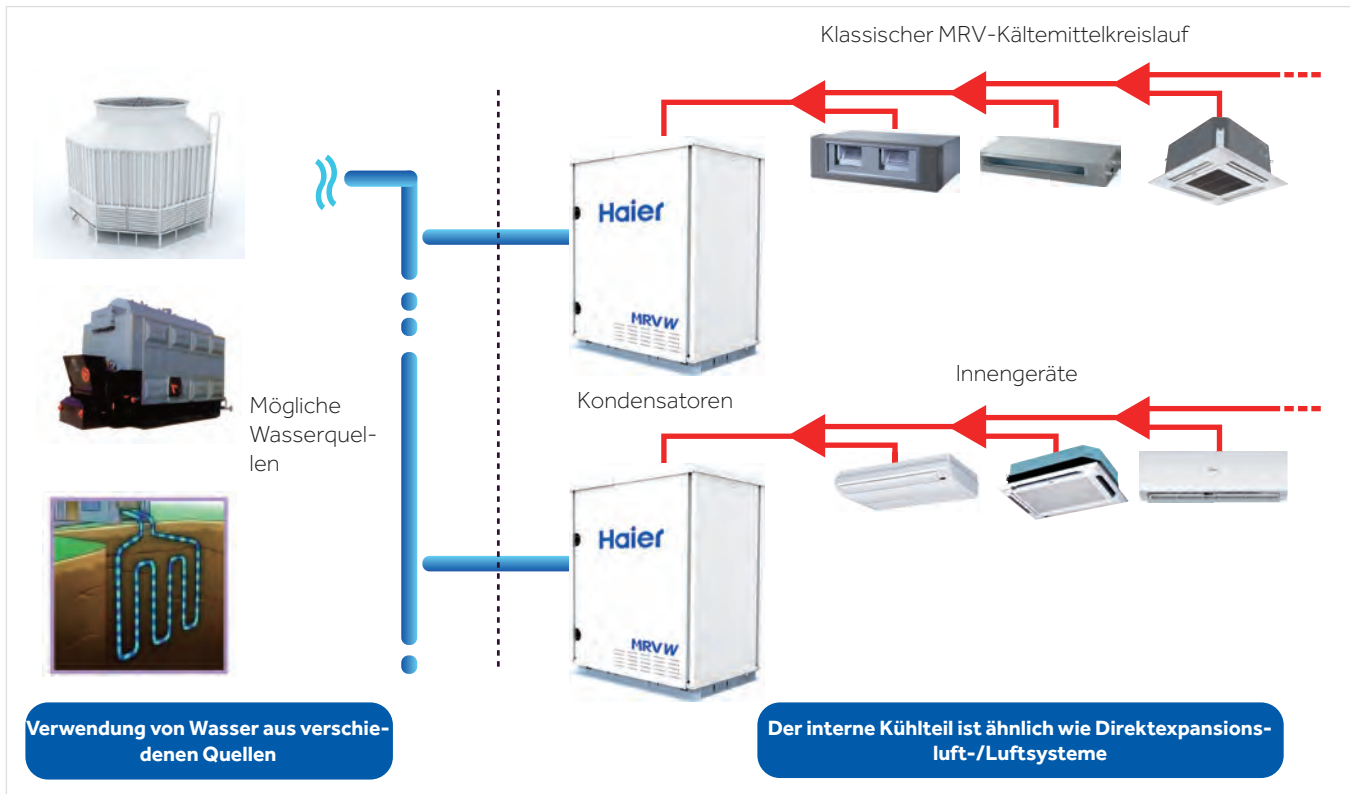 Klassischer MRV-Kältemittelkreislauf
Haier
MRVW
Mögliche
Wasserquel-
len
Kondensatoren
Innengeräte
Haier
MRVW
Verwendung von Wasser aus verschie-
denen Quellen
Der interne Kühlteil ist ähnlich wie Direktexpansions-
luft-/Luftsysteme